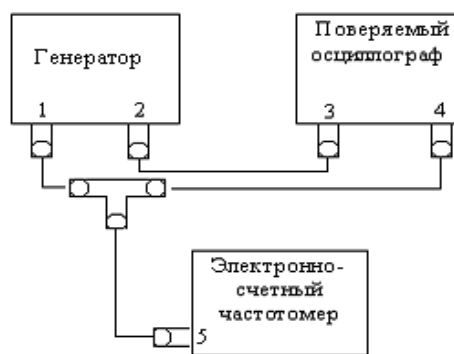 Генератор
1 2
Поверяемый
осциллограф
3 4
Электронно-
счетный
частотомер
5